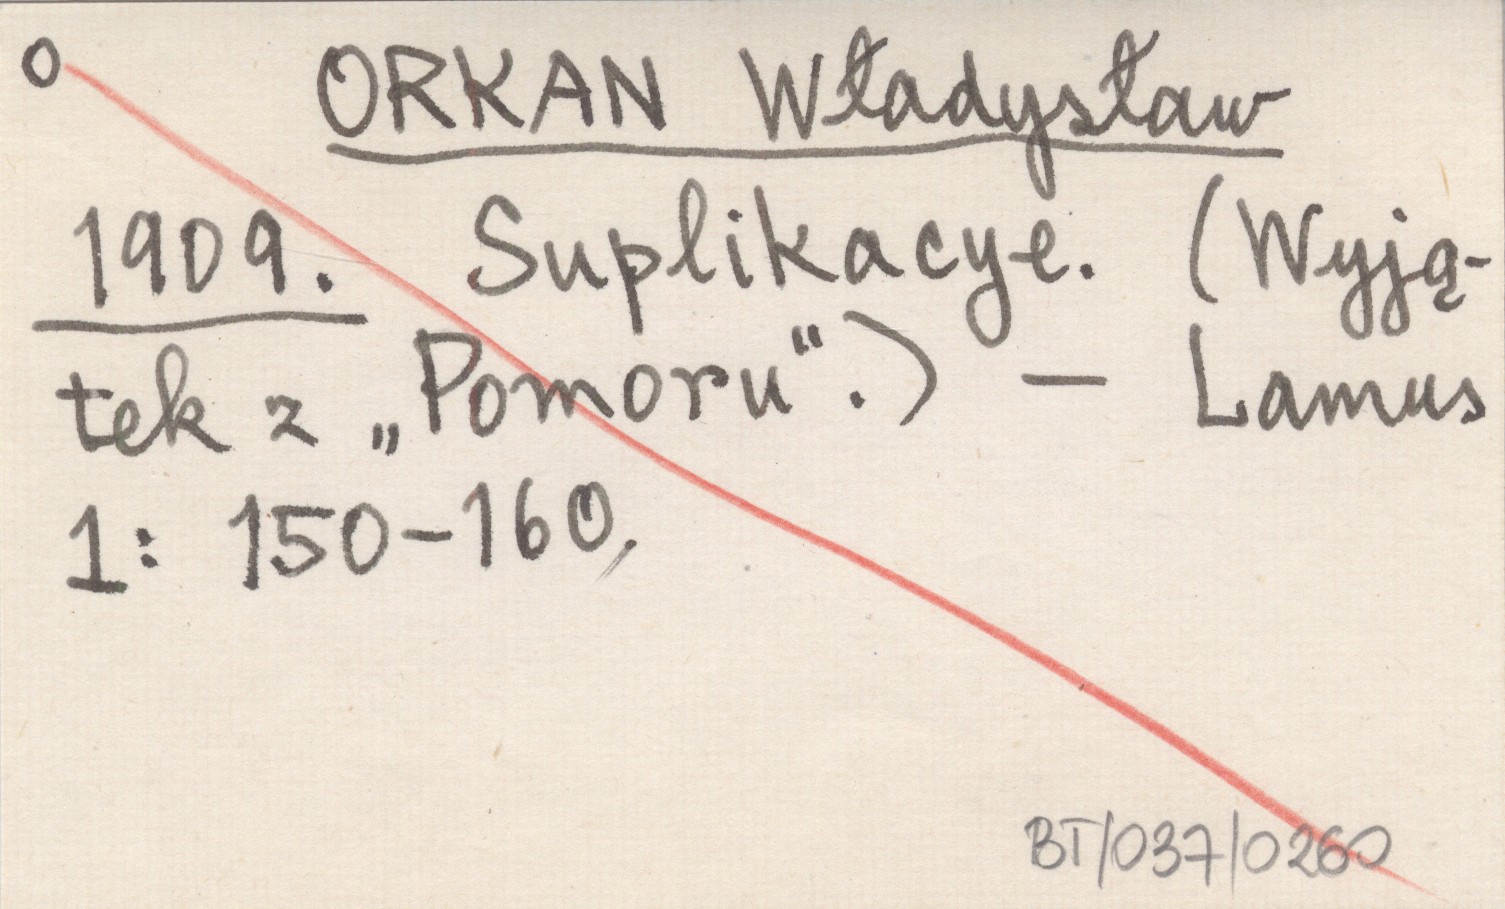 O ORKAN Władysław
1909. Suplikacye. (Wyją-
tek z „Pomoru“.) — Lamus
1: 150-160,
BT/037/0260